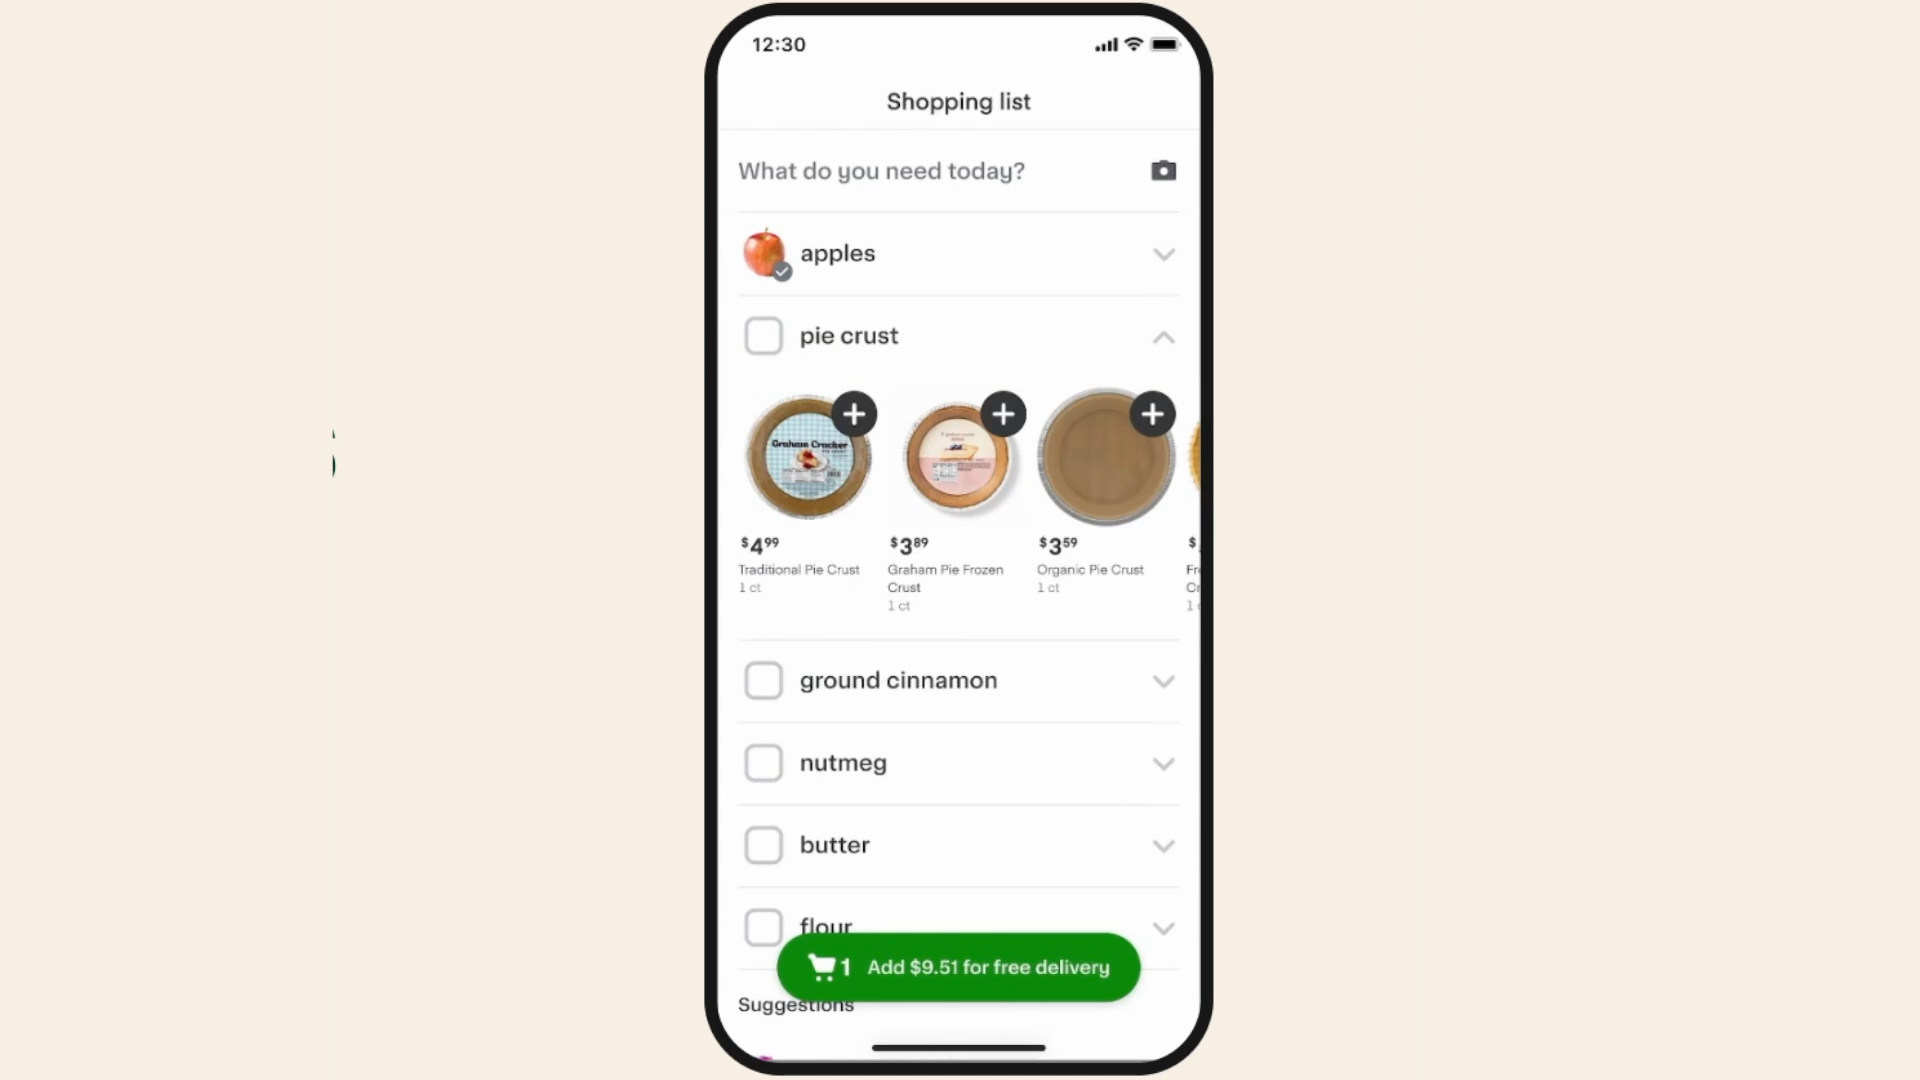 12:30
Shopping list
What do you need today?
apples
pie crust
Graham Cracker
$4.99
Traditional Pie Crust
1 ct
$3.89
Graham Pie Frozen
Crust
1 ct
$3.59
Organic Pie Crust
1 ct
$
ground cinnamon
nutmeg
butter
flour
1 Add $9.51 for free delivery
Suggestions